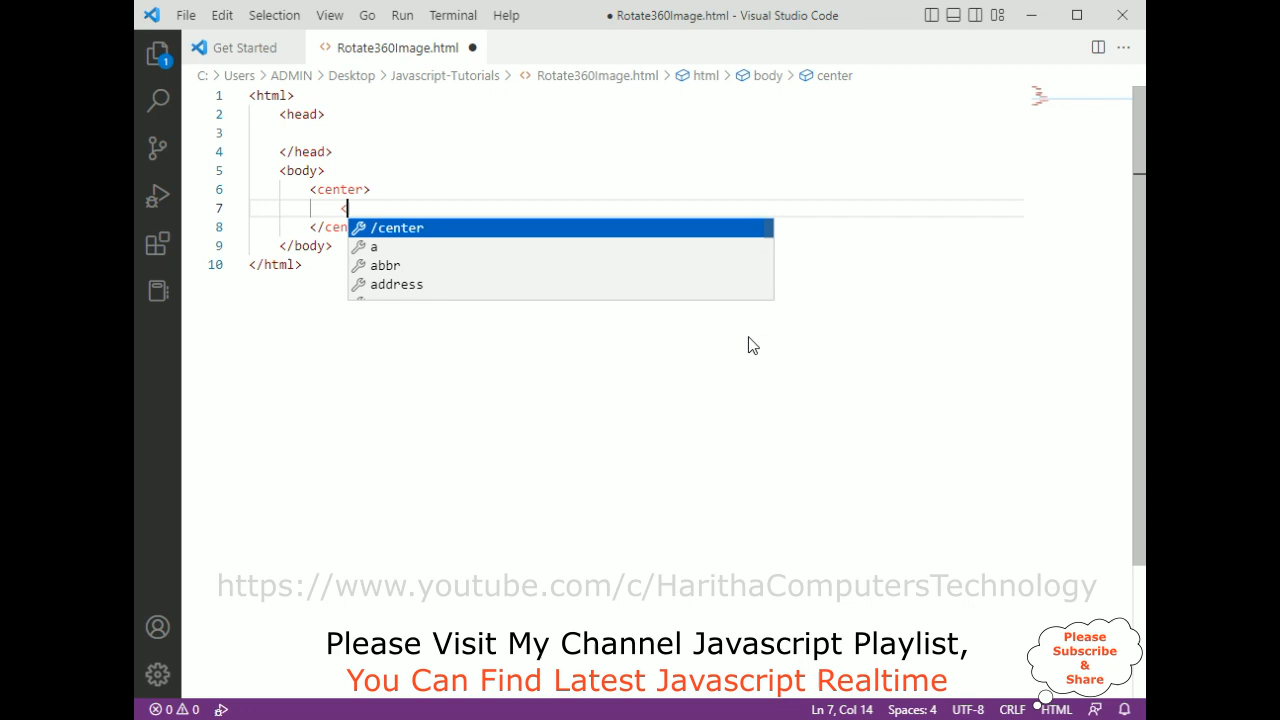 File Edit Selection View Go Run Terminal Help
● Rotate360Image.html - Visual Studio Code
Get Started
<> Rotate360Image.html ●
C: > Users > ADMIN > Desktop > Javascript-Tutorials > <> Rotate360Image.html > html > body > center
1 <html>
2 <head>
3
4 </head>
5 <body>
6 <center>
7 <
8 </cen
9 </body>
10 </html>
/center
a
abbr
address
1
https://www.youtube.com/c/HarithaComputersTechnology
Please Visit My Channel Javascript Playlist,
You Can Find Latest Javascript Realtime
Please
Subscribe
&
Share
0 0 Ln 7, Col 14 Spaces: 4 UTF-8 CRLF HTML